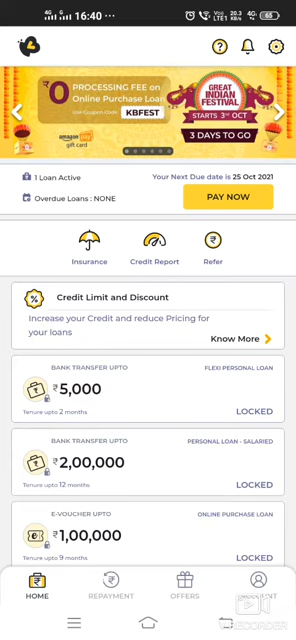 4G 4G 16:40 ...
Vo) LTE1 20.3 KB/S 4G 65
₹0 PROCESSING FEE on
Online Purchase Loan
Use Coupon Code: KBFEST
amazon pay
gift card
GREAT
INDIAN
FESTIVAL
STARTS 3RD OCT
3 DAYS TO GO
1 Loan Active
Your Next Due date is 25 Oct 2021
Overdue Loans : NONE
PAY NOW
Insurance
Credit Report
Refer
Credit Limit and Discount
Increase your Credit and reduce Pricing for
your loans
Know More
BANK TRANSFER UPTO
FLEXI PERSONAL LOAN
₹5,000
Tenure upto 2 months
LOCKED
BANK TRANSFER UPTO
PERSONAL LOAN - SALARIED
₹2,00,000
Tenure upto 12 months
LOCKED
E-VOUCHER UPTO
ONLINE PURCHASE LOAN
₹1,00,000
Tenure upto 9 months
LOCKED
HOME
REPAYMENT
OFFERS
ACCOUNT
RECORDER